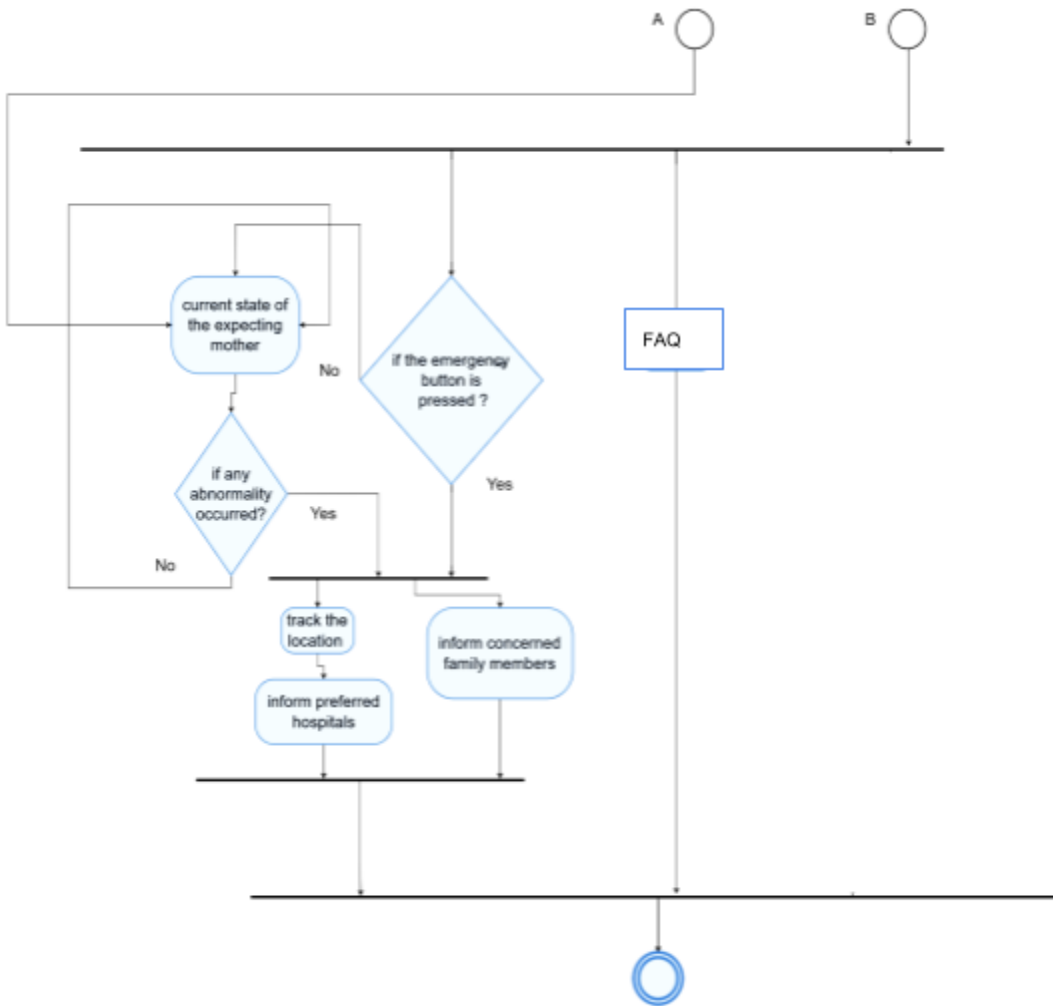 A
B
current state of
the expecting
mother
No
if the emergency
button is
pressed ?
FAQ
if any
abnormality
occurred?
Yes
Yes
No
track the
location
inform concerned
family members
inform preferred
hospitals